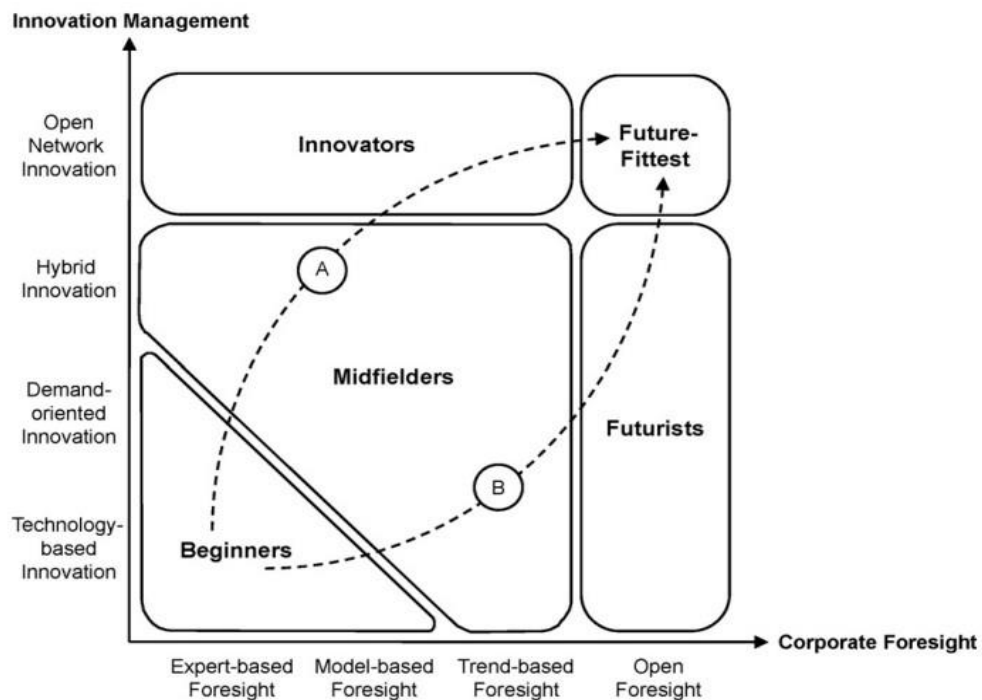 Innovation Management
Open
Network
Innovation
Innovators
Future-
Fittest
Hybrid
Innovation
A
Midfielders
Demand-
oriented
Innovation
Futurists
B
Technology-
based
Innovation
Beginners
Corporate Foresight
Expert-based
Foresight
Model-based
Foresight
Trend-based
Foresight
Open
Foresight